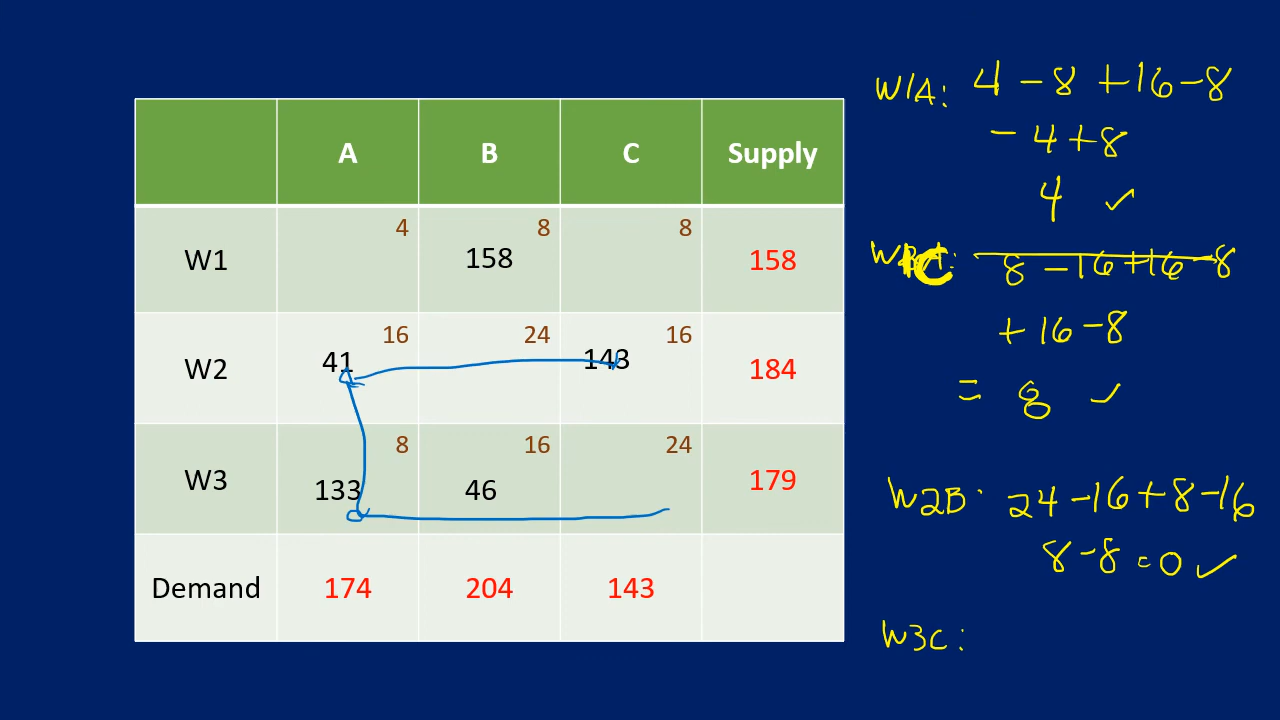 A B C Supply
W1 4 8 158 8 158
W2 16 41 24 16 143 184
W3 8 133 16 46 24 179
Demand 174 204 143
W1A: 4 - 8 + 16 - 8
- 4 + 8
4 ✓
8 - 16 + 16 - 8
+ 16 - 8
= 8 ✓
W2B: 24 - 16 + 8 - 16
8 - 8 = 0 ✓
W3C: